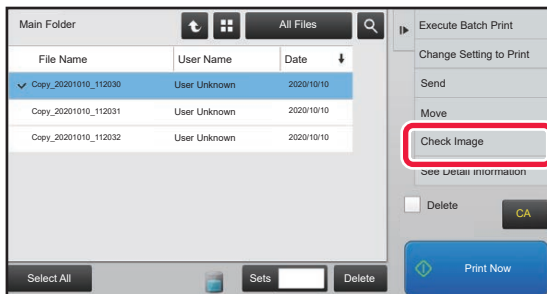 Main Folder
All Files
File Name User Name Date
Copy_20201010_112030 User Unknown 2020/10/10
Copy_20201010_112031 User Unknown 2020/10/10
Copy_20201010_112032 User Unknown 2020/10/10
Select All Sets Delete
Execute Batch Print
Change Setting to Print
Send
Move
Check Image
See Detail Information
Delete
CA
Print Now